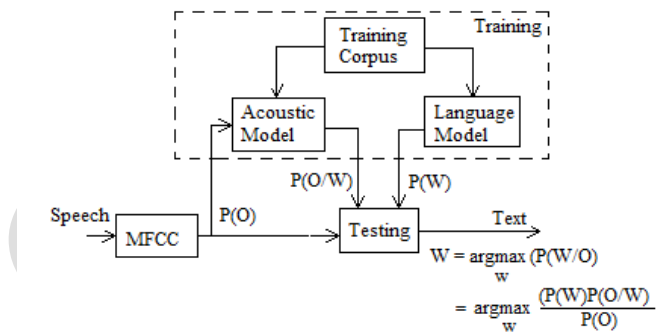 Training
Training
Corpus
Acoustic
Model
Language
Model
P(O/W)
P(W)
Speech
P(O)
MFCC
Testing
Text
W = argmax (P(W/O)
w
= argmax (P(W)P(O/W)
w P(O)